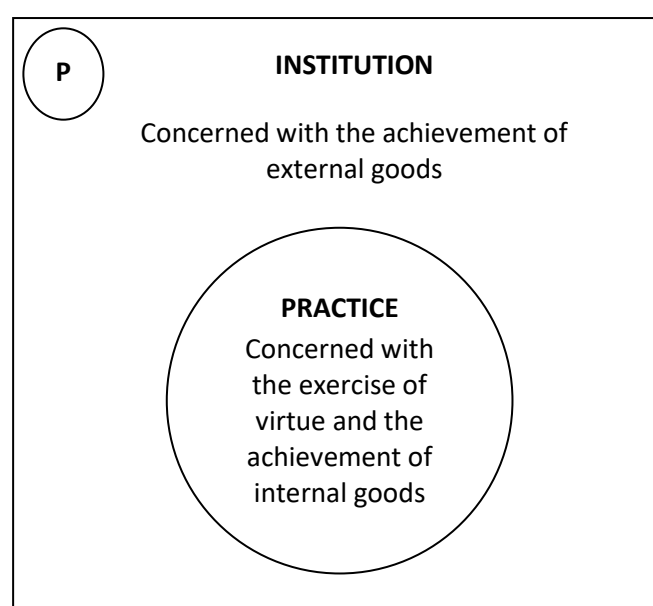 P
INSTITUTION
Concerned with the achievement of
external goods
PRACTICE
Concerned with
the exercise of
virtue and the
achievement of
internal goods